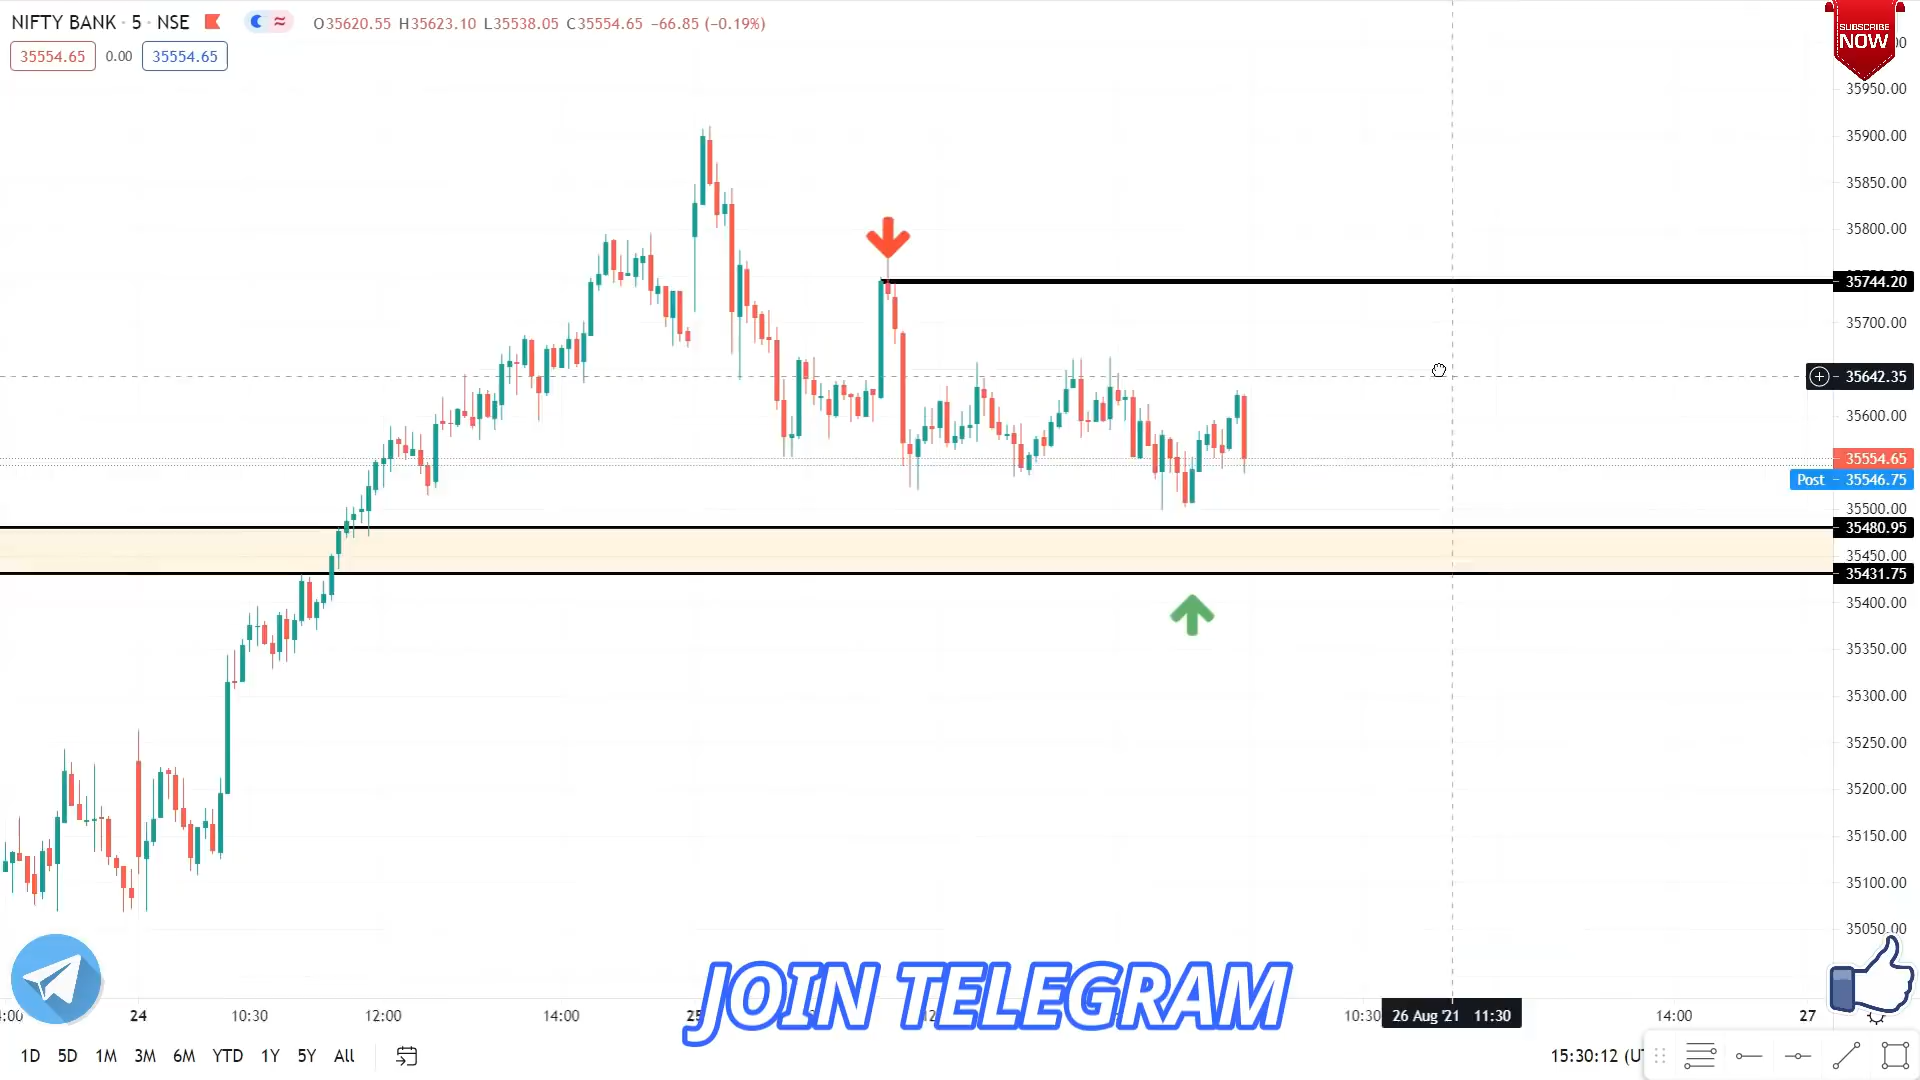 NIFTY BANK · 5 · NSE O35620.55 H35623.10 L35538.05 C35554.65 −66.85 (−0.19%)
35554.65 0.00 35554.65
SUBSCRIBE
NOW
35950.00
35900.00
35850.00
35800.00
35744.20
35700.00
35642.35
35600.00
35554.65
Post 35546.75
35500.00
35480.95
35450.00
35431.75
35400.00
35350.00
35300.00
35250.00
35200.00
35150.00
35100.00
35050.00
JOIN TELEGRAM
24 10:30 12:00 14:00 25 10:30 26 Aug '21 11:30 14:00 27
1D 5D 1M 3M 6M YTD 1Y 5Y All 15:30:12